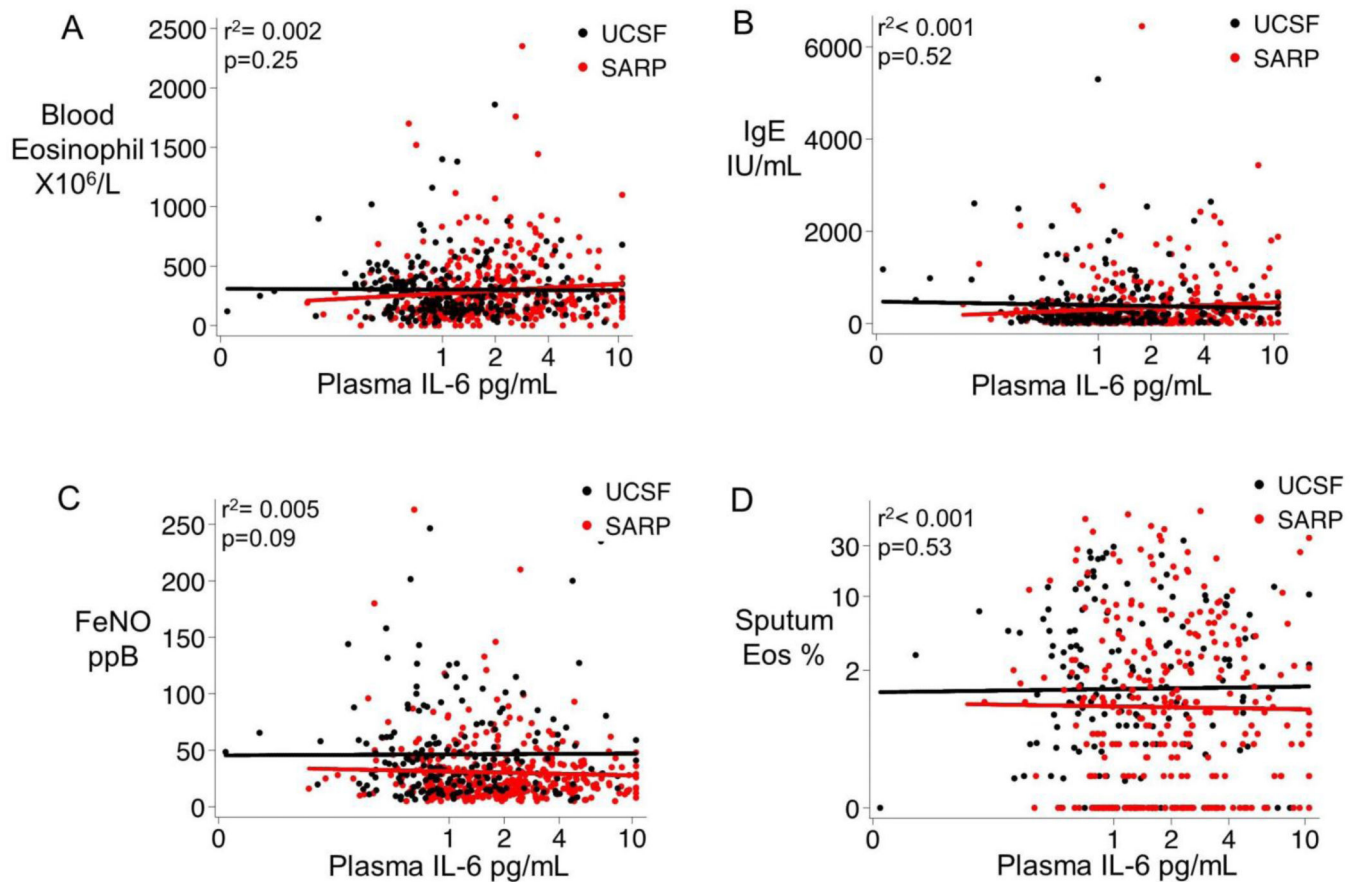 A
r²= 0.002
p=0.25
UCSF
SARP
Blood
Eosinophil
X10⁶/L
2500
2000
1500
1000
500
0
0 1 2 4 10
Plasma IL-6 pg/mL
B
r²< 0.001
p=0.52
UCSF
SARP
IgE
IU/mL
6000
4000
2000
0
0 1 2 4 10
Plasma IL-6 pg/mL
C
r²= 0.005
p=0.09
UCSF
SARP
FeNO
ppB
250
200
150
100
50
0
0 1 2 4 10
Plasma IL-6 pg/mL
D
r²< 0.001
p=0.53
UCSF
SARP
Sputum
Eos %
30
10
2
0
0 1 2 4 10
Plasma IL-6 pg/mL